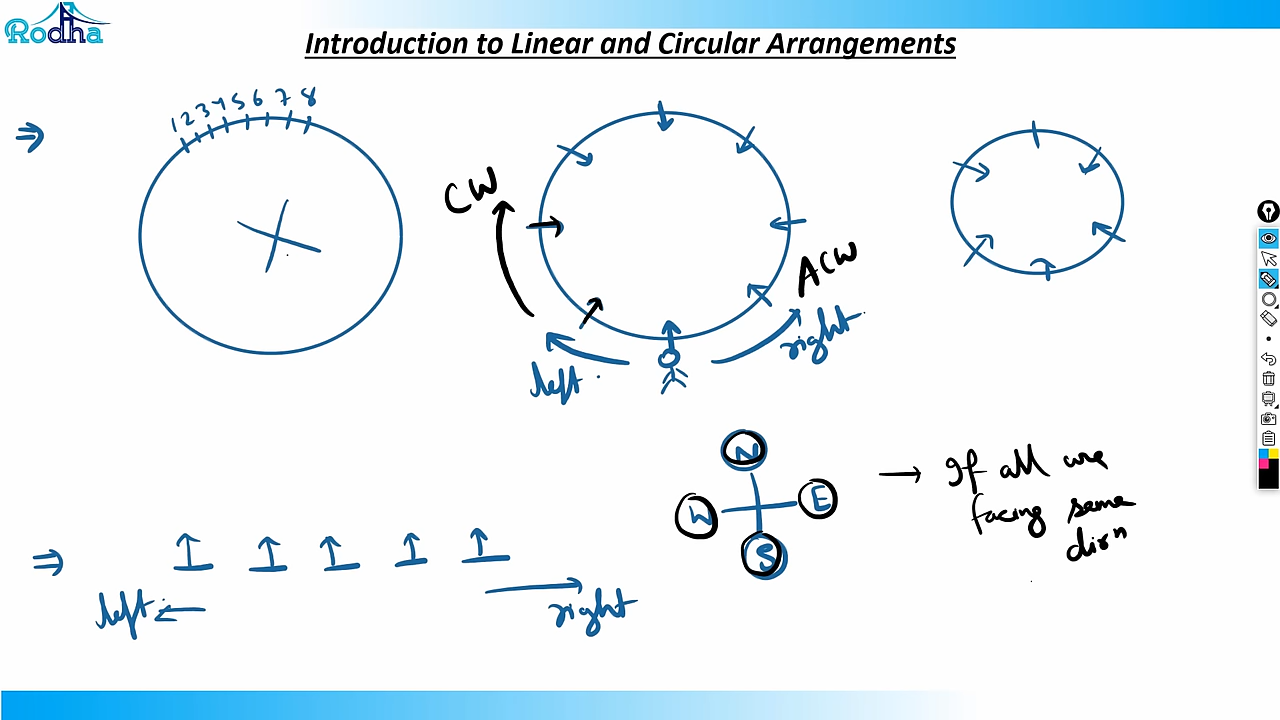 Rodha
Introduction to Linear and Circular Arrangements
1 2 3 4 5 6 7 8
CW
ACW
left
right
N
W E
S
→ If all are
facing same
dirⁿ
⇒
⇒
left ←
right